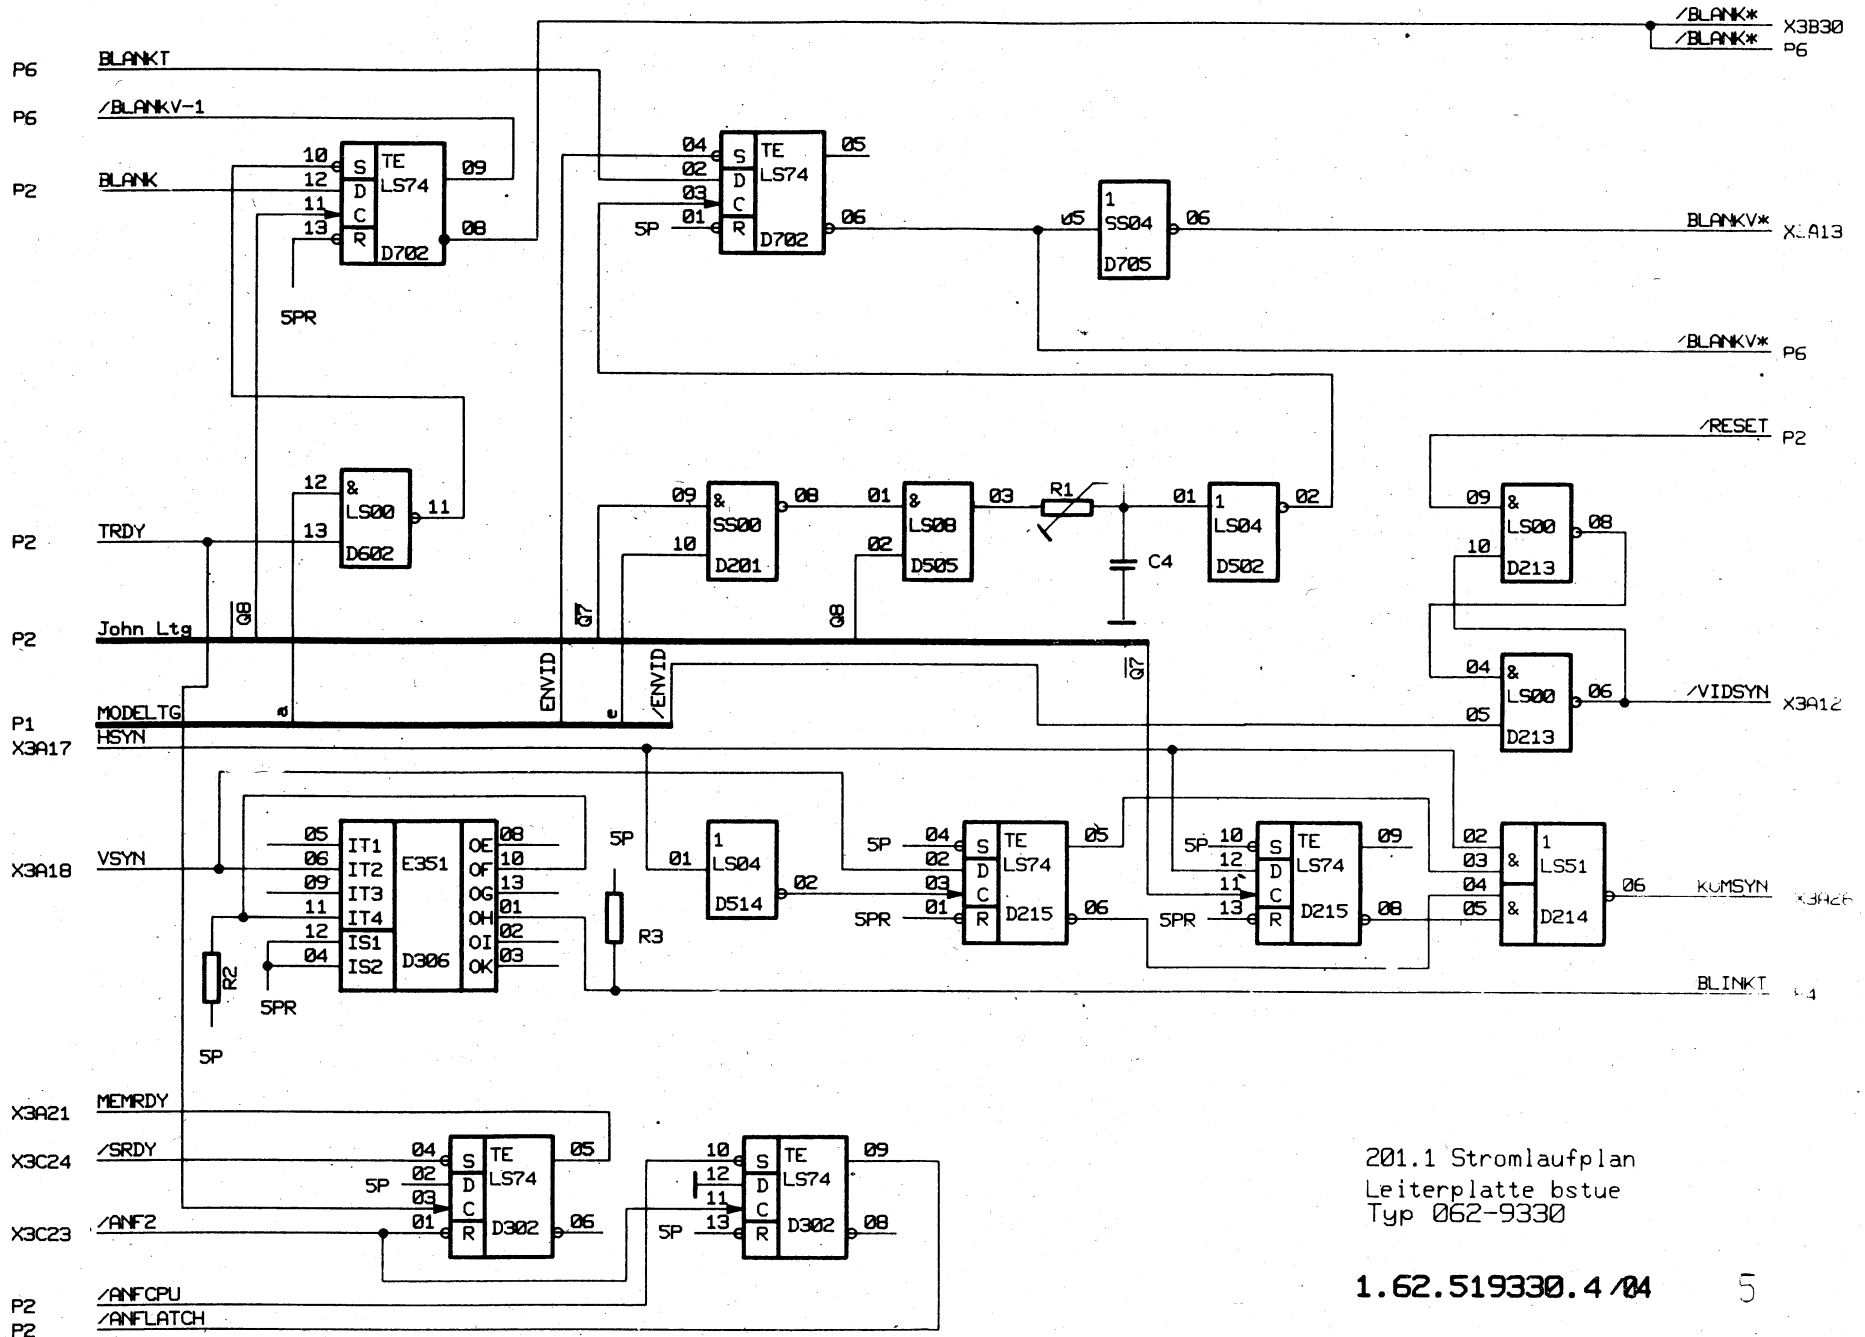 /BLANK* X3B30
/BLANK* P6
P6 BLANKT
P6 /BLANKV-1
P2 BLANK
10 S TE 09
12 D LS74
11 C
13 R D702 08
5PR
04 S TE 05
02 D LS74
03 C
5P 01 R D702 06
05 1 SS04 D705 06
BLANKV*
/BLANKV* P6
/RESET P2
12 & LS00 11
P2 TRDY 13 D602
09 & SS00 08
10 D201
01 & LS08 03
02 D505
R1
C4
01 1 LS04 02
D502
09 & LS00 08
10 D213
Q8
Q7
Q8
P2 John Ltg
ENVID
/ENVID
Q7
a
e
04 & LS00 06
05 D213
/VIDSYN X3A12
P1 MODELTG
X3A17 HSYN
X3A18 VSYN
05 IT1 E351 OE 08
06 IT2 OF 10
09 IT3 OG 13
11 IT4 OH 01
12 IS1 OI 02
04 IS2 D306 OK 03
R2
5P
5PR
5P
R3
01 1 LS04 02
D514
5P 04 S TE 05
02 D LS74
03 C
5PR 01 R D215 06
5P 10 S TE 09
12 D LS74
11 C
5PR 13 R D215 08
02 1
03 & LS51
04 06
05 & D214
KOMSYN
BLINKT
X3A21 MEMRDY
X3C24 /SRDY
X3C23 /ANF2
04 S TE 05
5P 02 D LS74
03 C
01 R D302 06
10 S TE 09
12 D LS74
11 C
5P 13 R D302 08
P2 /ANFCPU
P2 /ANFLATCH
201.1 Stromlaufplan
Leiterplatte bstue
Typ 062-9330
1.62.519330.4/04 5